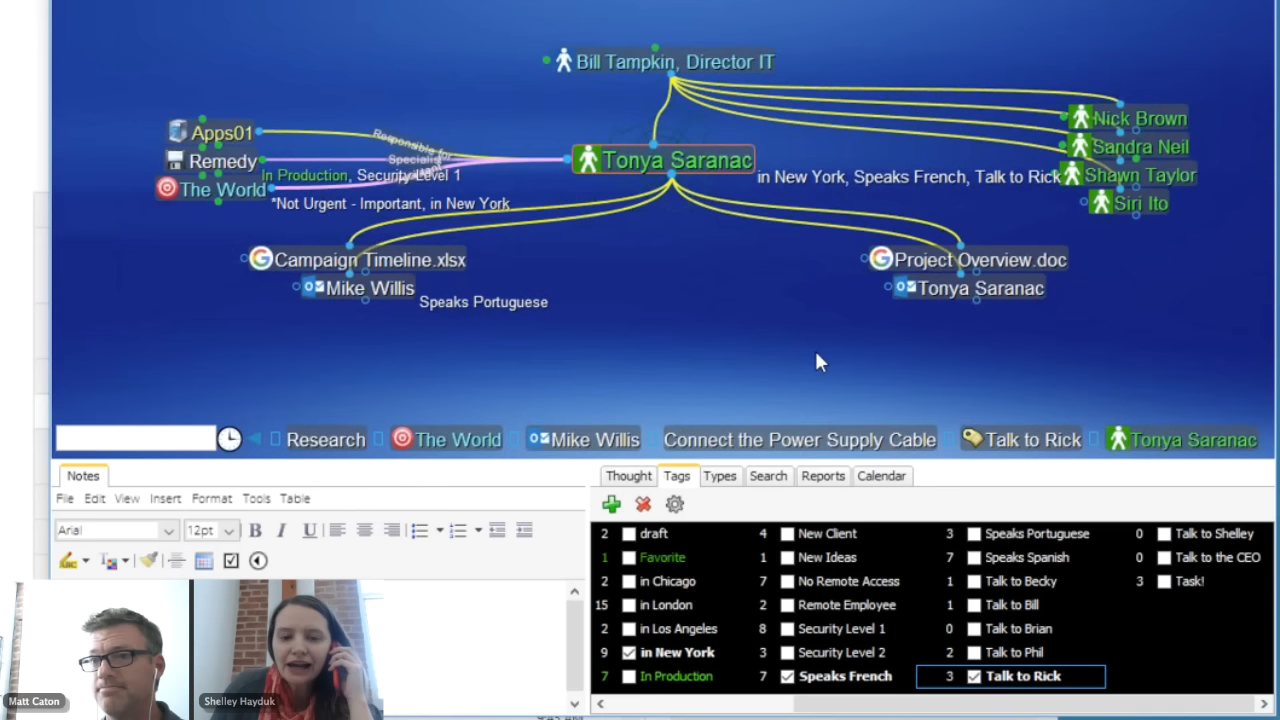 Bill Tampkin, Director IT
Apps01
Nick Brown
Responsible for
Sandra Neil
Remedy
Specialis
Tonya Saranac
In Production, Security Level 1
in New York, Speaks French, Talk to Rick
Shawn Taylor
The World
*Not Urgent - Important, in New York
Siri Ito
Campaign Timeline.xlsx
Project Overview.doc
Mike Willis
Speaks Portuguese
Tonya Saranac
Research
The World
Mike Willis
Connect the Power Supply Cable
Talk to Rick
Tonya Saranac
Notes
Thought Tags Types Search Reports Calendar
File Edit View Insert Format Tools Table
Arial 12pt B I U
2 draft 4 New Client 3 Speaks Portuguese 0 Talk to Shelley
1 Favorite 1 New Ideas 7 Speaks Spanish 0 Talk to the CEO
2 in Chicago 7 No Remote Access 1 Talk to Becky 3 Task!
15 in London 2 Remote Employee 1 Talk to Bill
2 in Los Angeles 8 Security Level 1 0 Talk to Brian
9 in New York 3 Security Level 2 2 Talk to Phil
7 In Production 7 Speaks French 3 Talk to Rick
Matt Caton
Shelley Hayduk